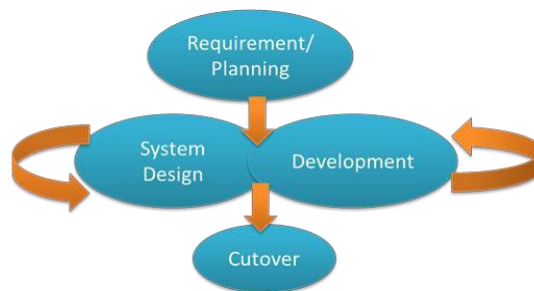 Requirement/
Planning
System
Design
Development
Cutover